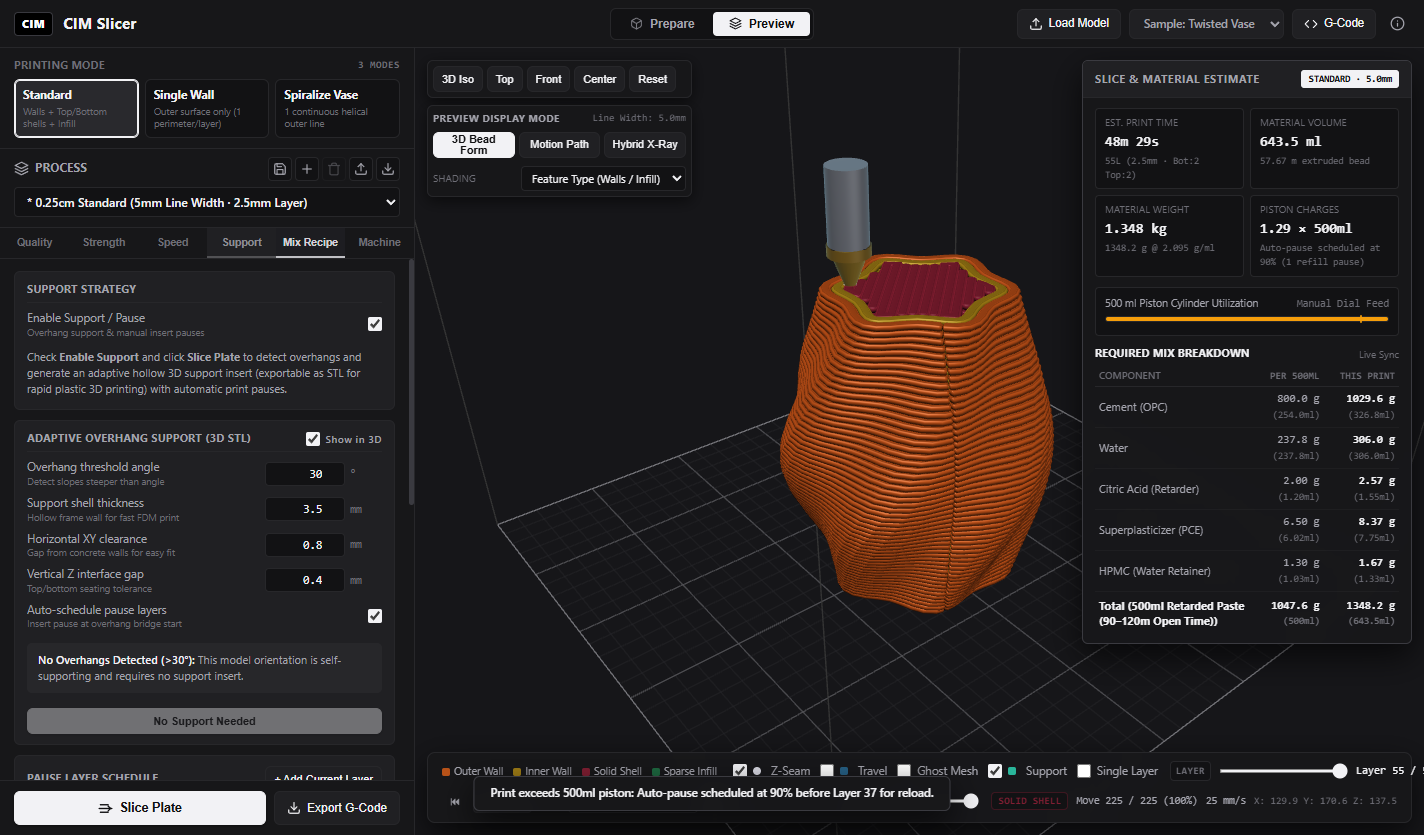 CIM CIM Slicer
Prepare Preview
Load Model Sample: Twisted Vase G-Code
PRINTING MODE 3 MODES
Standard
Walls + Top/Bottom
shells + Infill
Single Wall
Outer surface only (1
perimeter/layer)
Spiralize Vase
1 continuous helical
outer line
PROCESS
* 0.25cm Standard (5mm Line Width · 2.5mm Layer)
Quality Strength Speed Support Mix Recipe Machine
SUPPORT STRATEGY
Enable Support / Pause
Overhang support & manual insert pauses
Check Enable Support and click Slice Plate to detect overhangs and
generate an adaptive hollow 3D support insert (exportable as STL for
rapid plastic 3D printing) with automatic print pauses.
ADAPTIVE OVERHANG SUPPORT (3D STL) Show in 3D
Overhang threshold angle 30 °
Detect slopes steeper than angle
Support shell thickness 3.5 mm
Hollow frame wall for fast FDM print
Horizontal XY clearance 0.8 mm
Gap from concrete walls for easy fit
Vertical Z interface gap 0.4 mm
Top/bottom seating tolerance
Auto-schedule pause layers
Insert pause at overhang bridge start
No Overhangs Detected (>30°): This model orientation is self-
supporting and requires no support insert.
No Support Needed
PAUSE LAYER SCHEDULE + Add Current Layer
Slice Plate Export G-Code
3D Iso Top Front Center Reset
PREVIEW DISPLAY MODE Line Width: 5.0mm
3D Bead
Form
Motion Path Hybrid X-Ray
SHADING Feature Type (Walls / Infill)
SLICE & MATERIAL ESTIMATE STANDARD · 5.0mm
EST. PRINT TIME
48m 29s
55L (2.5mm · Bot:2
Top:2)
MATERIAL VOLUME
643.5 ml
57.67 m extruded bead
MATERIAL WEIGHT
1.348 kg
1348.2 g @ 2.095 g/ml
PISTON CHARGES
1.29 × 500ml
Auto-pause scheduled at
90% (1 refill pause)
500 ml Piston Cylinder Utilization Manual Dial Feed
REQUIRED MIX BREAKDOWN Live Sync
COMPONENT PER 500ML THIS PRINT
Cement (OPC) 800.0 g 1029.6 g
(254.0ml) (326.8ml)
Water 237.8 g 306.0 g
(237.8ml) (306.0ml)
Citric Acid (Retarder) 2.00 g 2.57 g
(1.20ml) (1.55ml)
Superplasticizer (PCE) 6.50 g 8.37 g
(6.02ml) (7.75ml)
HPMC (Water Retainer) 1.30 g 1.67 g
(1.03ml) (1.33ml)
Total (500ml Retarded Paste 1047.6 g 1348.2 g
(90–120m Open Time)) (500ml) (643.5ml)
Outer Wall Inner Wall Solid Shell Sparse Infill Z-Seam Travel Ghost Mesh Support Single Layer LAYER Layer 55 /
Print exceeds 500ml piston: Auto-pause scheduled at 90% before Layer 37 for reload.
SOLID SHELL Move 225 / 225 (100%) 25 mm/s X: 129.9 Y: 170.6 Z: 137.5